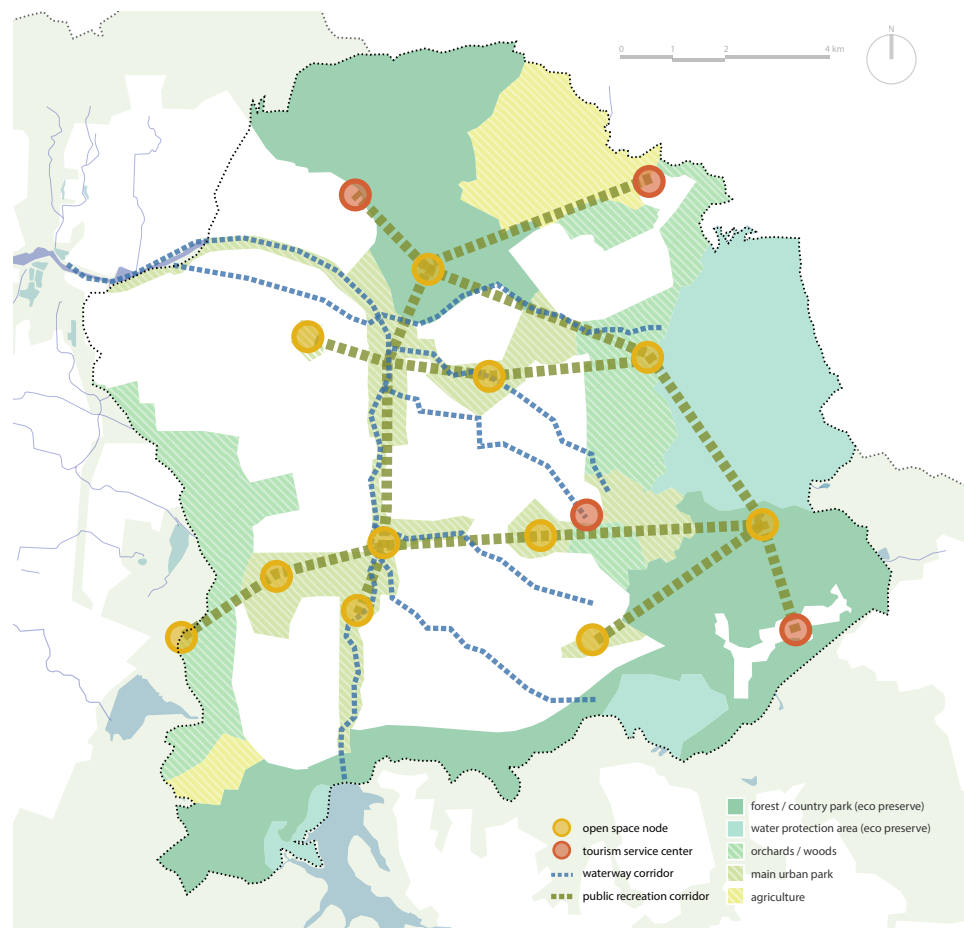 N
0 1 2 4 km
open space node
tourism service center
waterway corridor
public recreation corridor
forest / country park (eco preserve)
water protection area (eco preserve)
orchards / woods
main urban park
agriculture